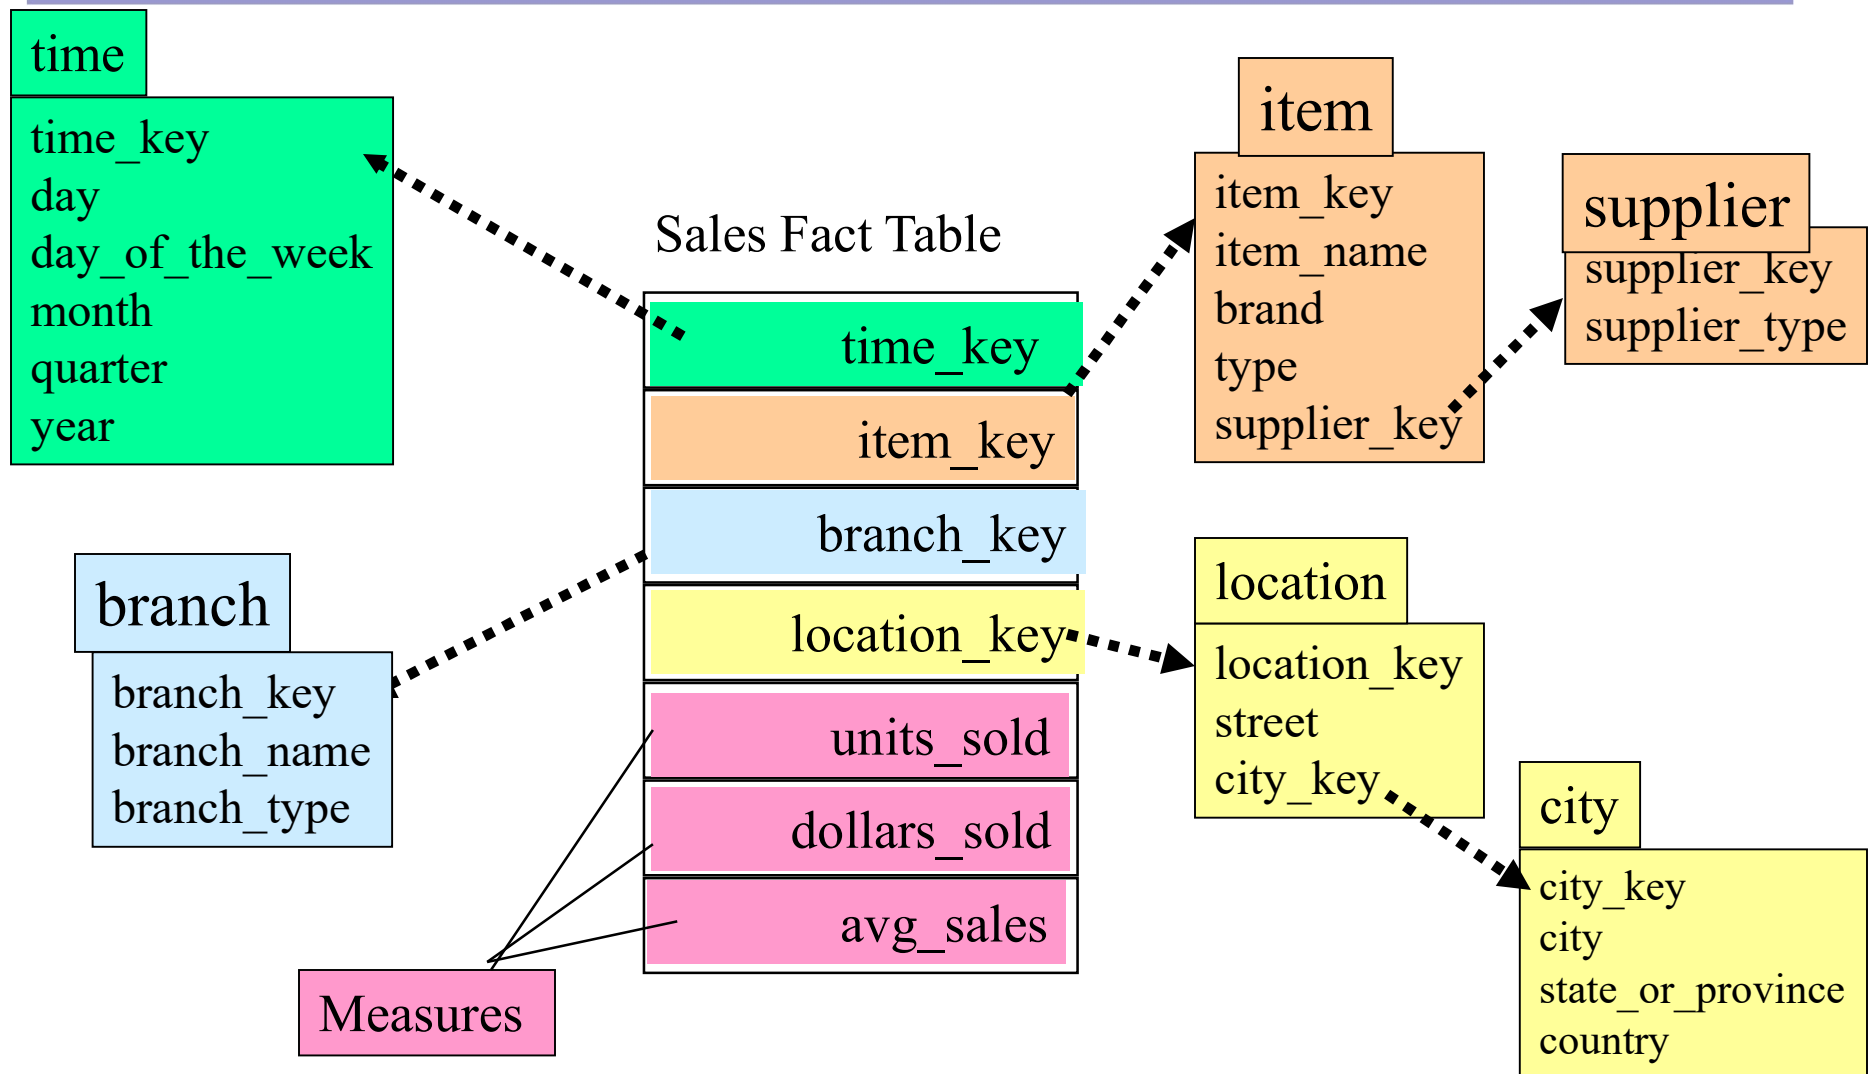 time
time_key
day
day_of_the_week
month
quarter
year
Sales Fact Table
time_key
item_key
branch_key
location_key
units_sold
dollars_sold
avg_sales
Measures
branch
branch_key
branch_name
branch_type
item
item_key
item_name
brand
type
supplier_key
supplier
supplier_key
supplier_type
location
location_key
street
city_key
city
city_key
city
state_or_province
country